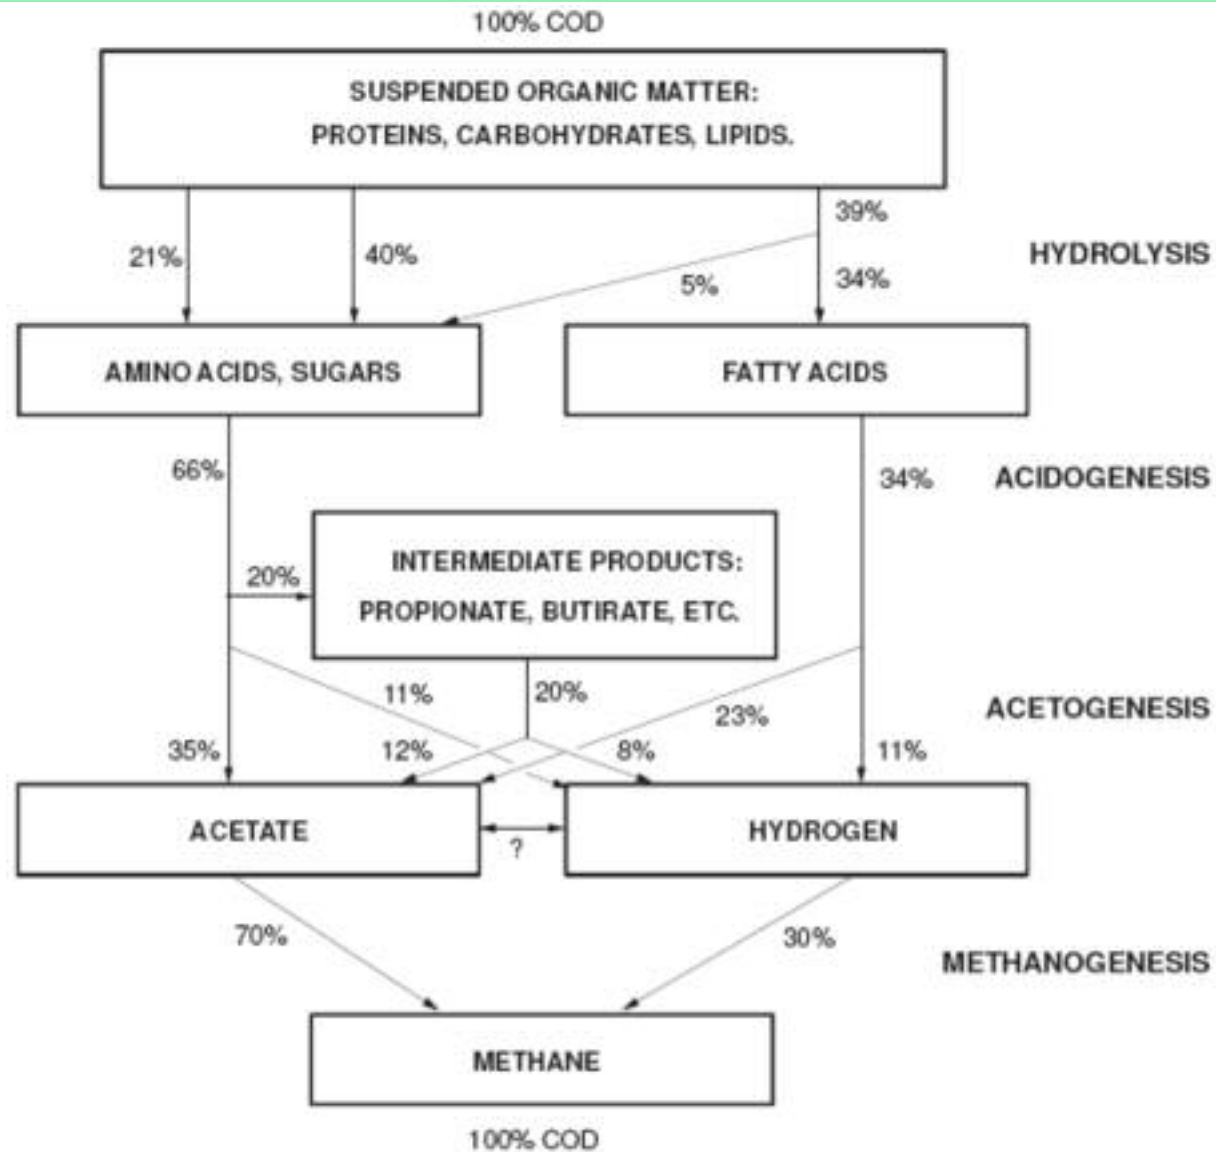 100% COD
SUSPENDED ORGANIC MATTER:
PROTEINS, CARBOHYDRATES, LIPIDS.
39%
21%
40%
HYDROLYSIS
5%
34%
AMINO ACIDS, SUGARS
FATTY ACIDS
66%
34%
ACIDOGENESIS
INTERMEDIATE PRODUCTS:
20%
PROPIONATE, BUTIRATE, ETC.
11%
20%
23%
ACETOGENESIS
35%
12%
8%
11%
ACETATE
HYDROGEN
?
70%
30%
METHANOGENESIS
METHANE
100% COD